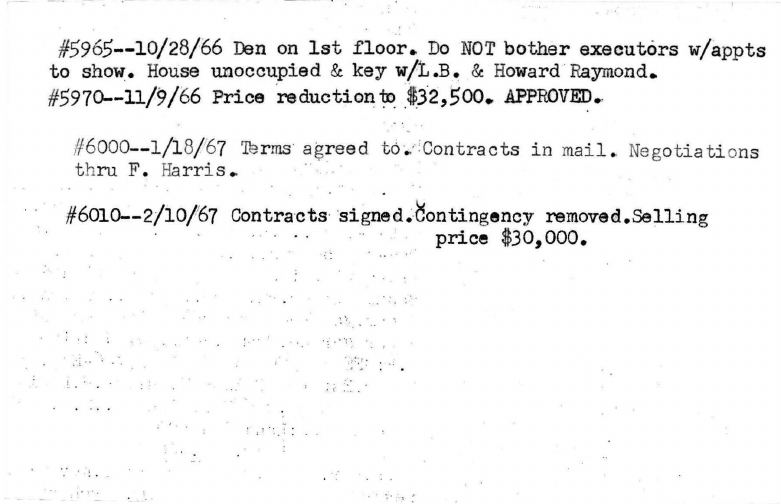 #5965--10/28/66 Den on 1st floor. Do NOT bother executors w/appts
to show. House unoccupied & key w/L.B. & Howard Raymond.
#5970--11/9/66 Price reduction to $32,500. APPROVED.
#6000--1/18/67 Terms agreed to. Contracts in mail. Negotiations
thru F. Harris.
#6010--2/10/67 Contracts signed.Contingency removed.Selling
price $30,000.